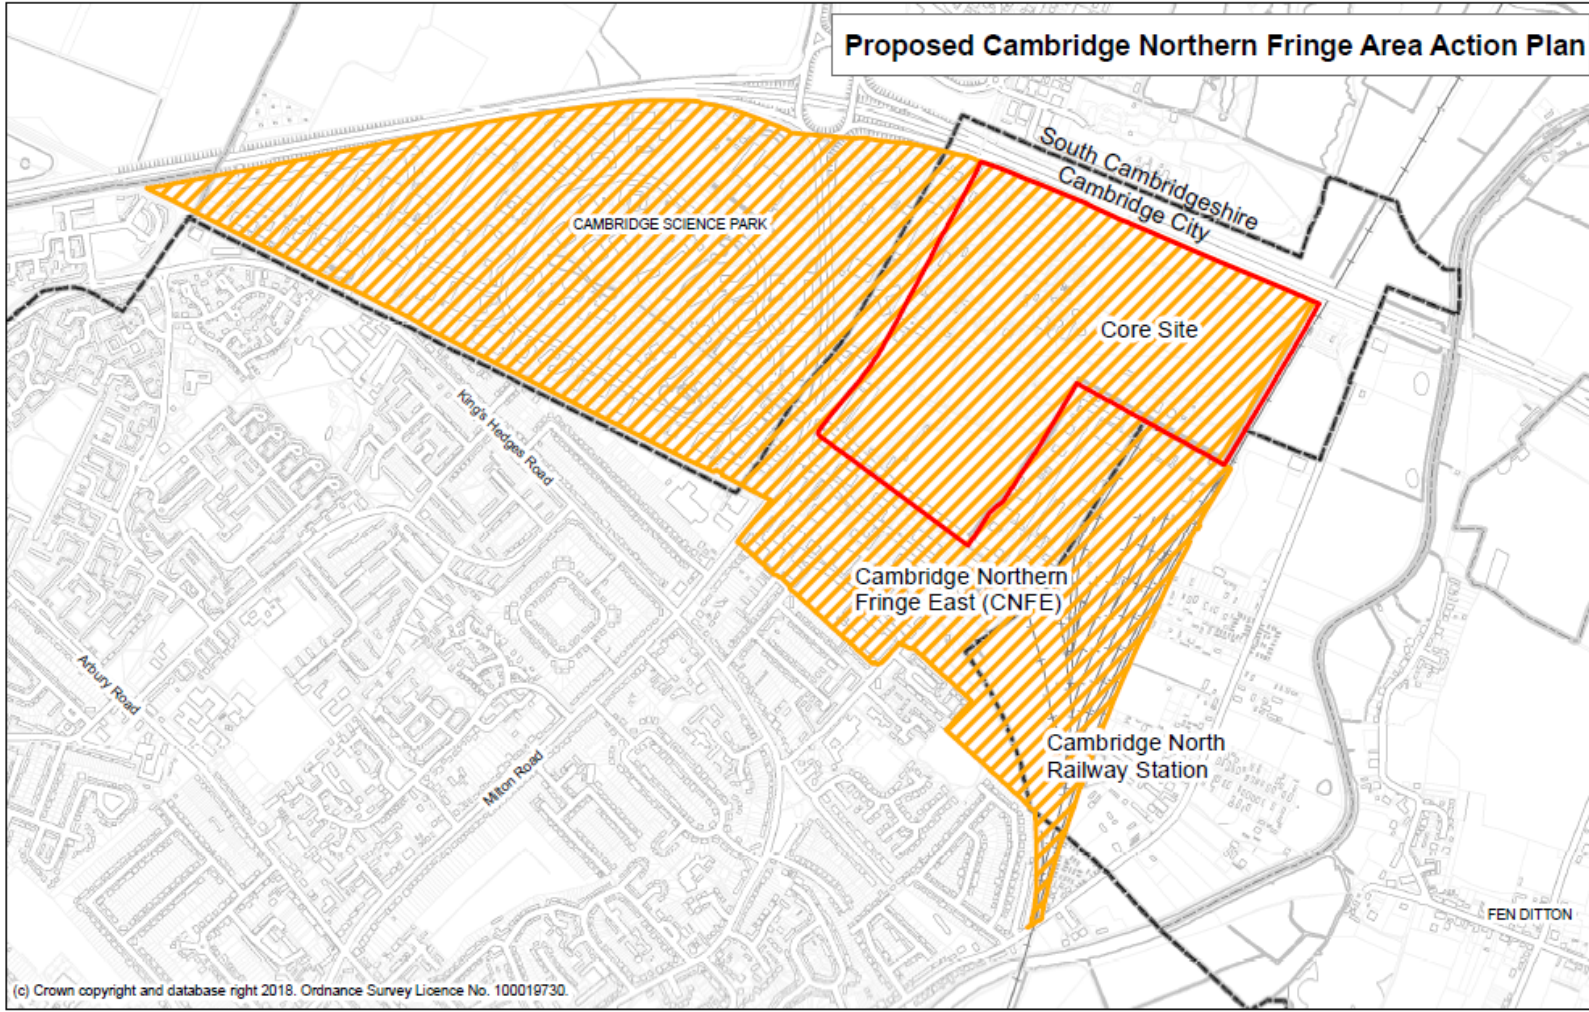 Proposed Cambridge Northern Fringe Area Action Plan
South Cambridgeshire
Cambridge City
CAMBRIDGE SCIENCE PARK
Core Site
King's Hedges Road
Cambridge Northern
Fringe East (CNFE)
Arbury Road
Milton Road
Cambridge North
Railway Station
FEN DITTON
(c) Crown copyright and database right 2018. Ordnance Survey Licence No. 100019730.